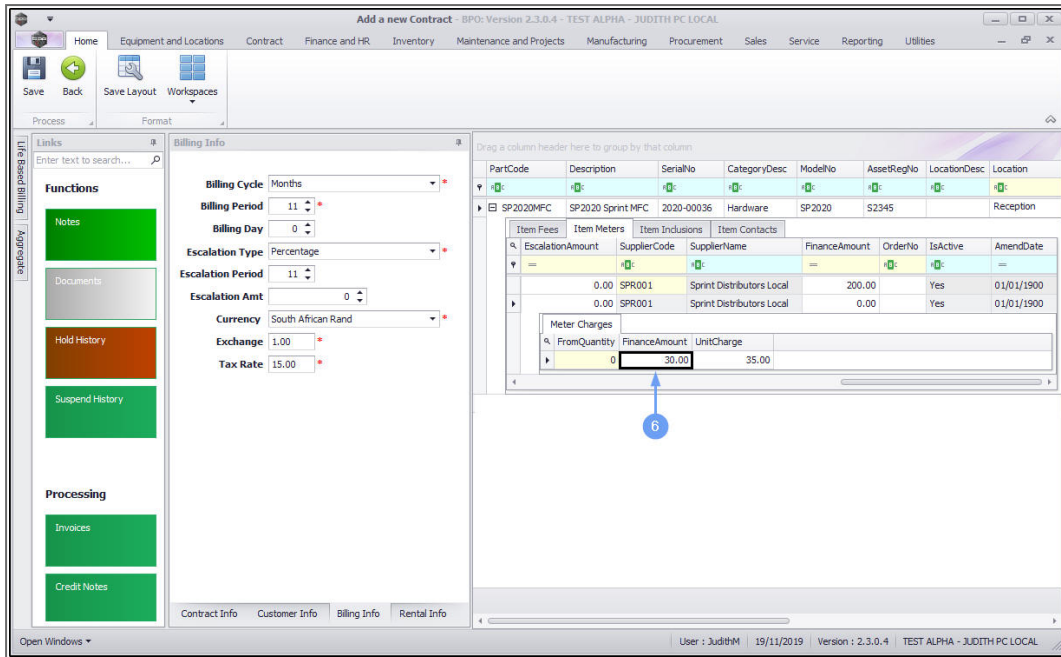 Add a new Contract - BPO: Version 2.3.0.4 - TEST ALPHA - JUDITH PC LOCAL
Home Equipment and Locations Contract Finance and HR Inventory Maintenance and Projects Manufacturing Procurement Sales Service Reporting Utilities
Save Back Save Layout Workspaces
Process Format
Life Based Billing
Aggregate
Links
Enter text to search...
Functions
Notes
Documents
Hold History
Suspend History
Processing
Invoices
Credit Notes
Billing Info
Billing Cycle Months *
Billing Period 11 *
Billing Day 0
Escalation Type Percentage *
Escalation Period 11
Escalation Amt 0
Currency South African Rand *
Exchange 1.00 *
Tax Rate 15.00 *
Contract Info Customer Info Billing Info Rental Info
Drag a column header here to group by that column
PartCode Description SerialNo CategoryDesc ModelNo AssetRegNo LocationDesc Location
SP2020MFC SP2020 Sprint MFC 2020-00036 Hardware SP2020 S2345 Reception
Item Fees Item Meters Item Inclusions Item Contacts
EscalationAmount SupplierCode SupplierName FinanceAmount OrderNo IsActive AmendDate
0.00 SPR001 Sprint Distributors Local 200.00 Yes 01/01/1900
0.00 SPR001 Sprint Distributors Local 0.00 Yes 01/01/1900
Meter Charges
FromQuantity FinanceAmount UnitCharge
0 30.00 35.00
6
Open Windows User : JudithM 19/11/2019 Version : 2.3.0.4 TEST ALPHA - JUDITH PC LOCAL